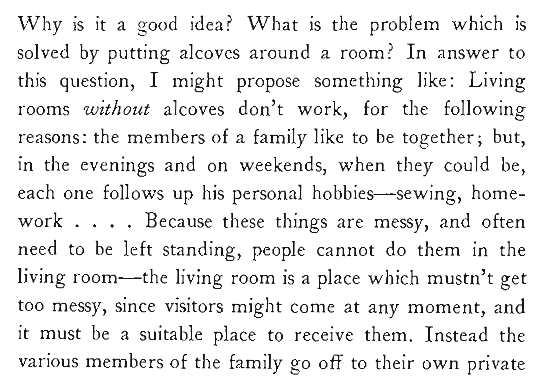 Why is it a good idea? What is the problem which is
solved by putting alcoves around a room? In answer to
this question, I might propose something like: Living
rooms without alcoves don't work, for the following
reasons: the members of a family like to be together; but,
in the evenings and on weekends, when they could be,
each one follows up his personal hobbies—sewing, home-
work . . . . Because these things are messy, and often
need to be left standing, people cannot do them in the
living room—the living room is a place which mustn't get
too messy, since visitors might come at any moment, and
it must be a suitable place to receive them. Instead the
various members of the family go off to their own private